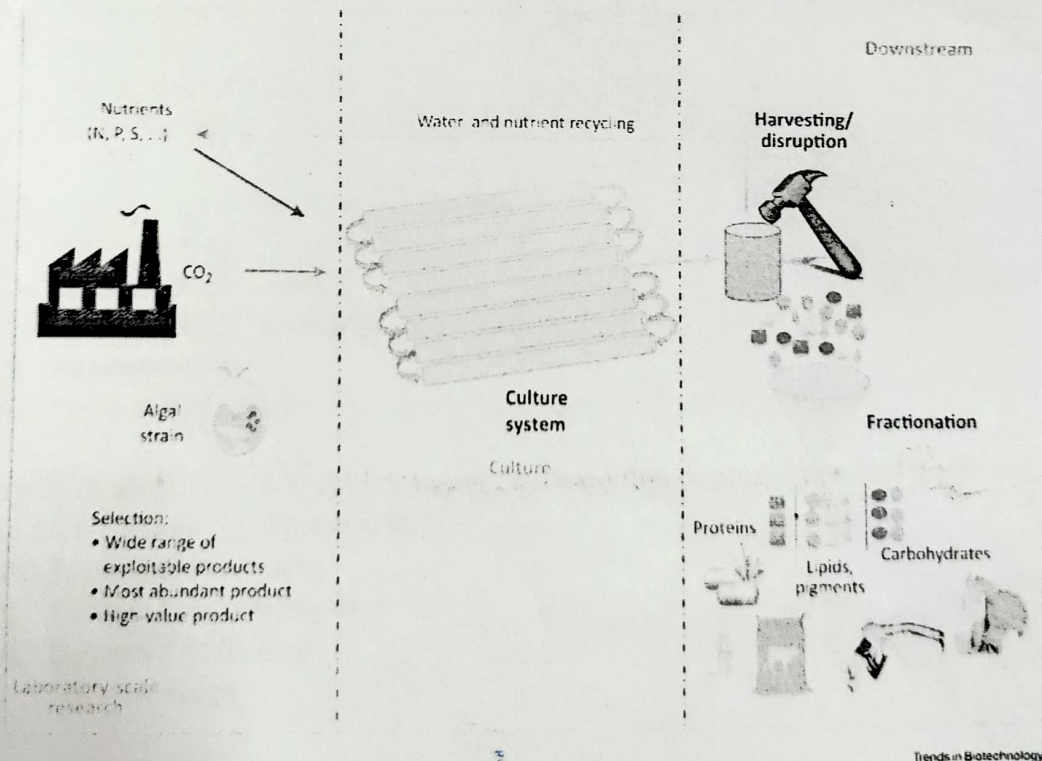 Downstream
Nutrients
(N, P, S, ...)
Water and nutrient recycling
Harvesting/
disruption
CO₂
Algal
strain
Culture
system
Culture
Fractionation
Selection:
• Wide range of
exploitable products
• Most abundant product
• High value product
Proteins
Lipids,
pigments
Carbohydrates
Laboratory-scale
research
Trends in Biotechnology